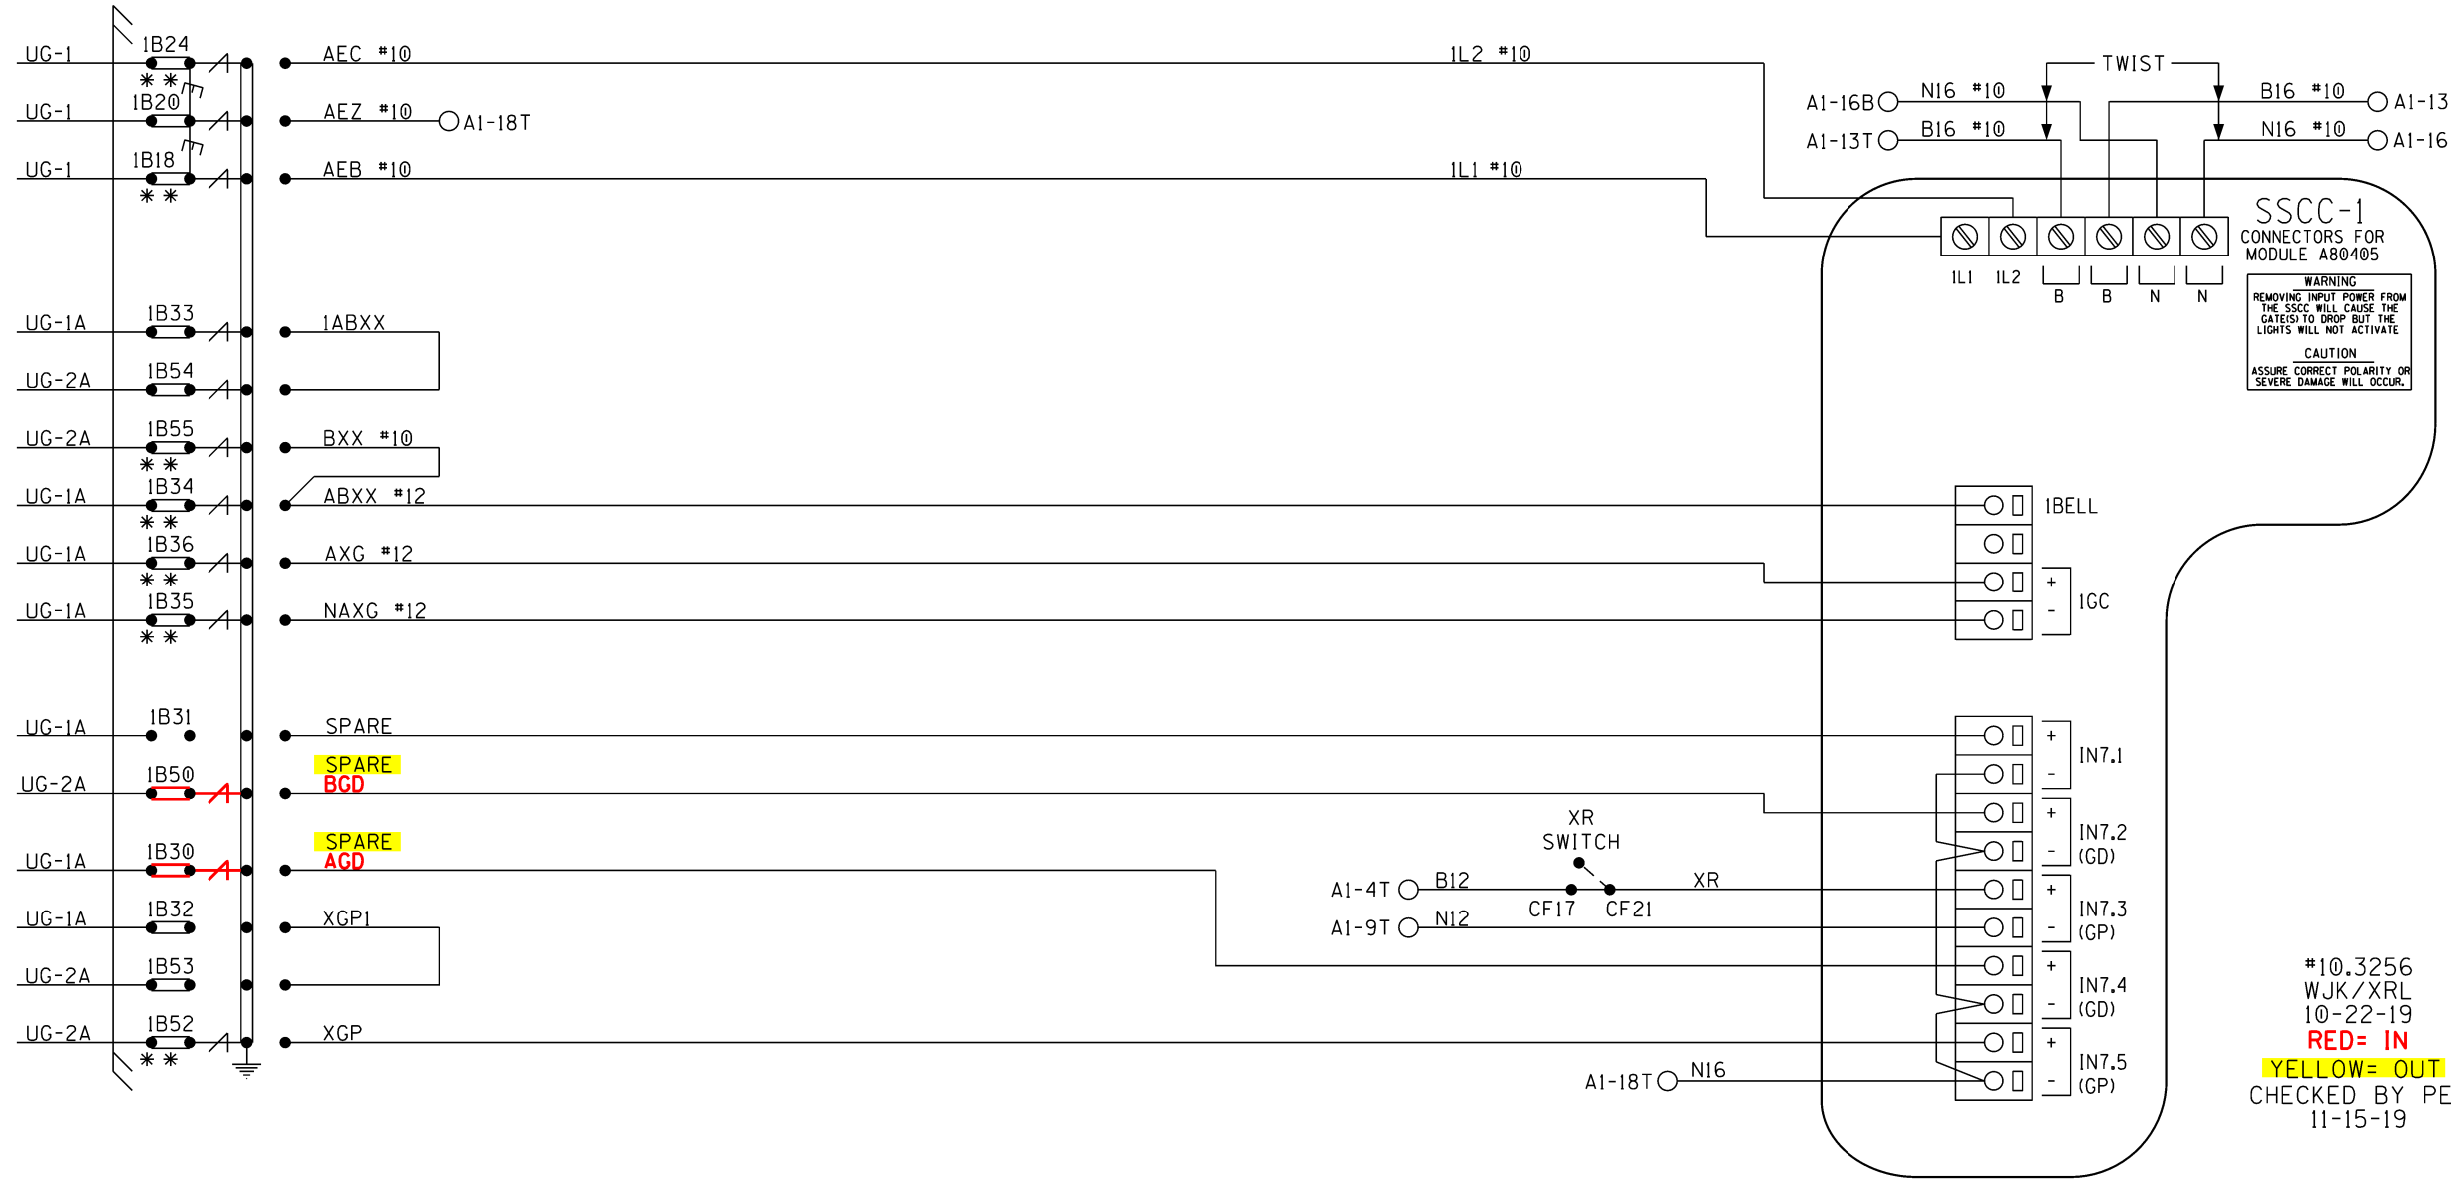 UG-1 1B24 AEC #10 1L2 #10
* *
UG-1 1B20 AEZ #10 A1-18T
UG-1 1B18 AEB #10 1L1 #10
* *
TWIST
A1-16B N16 #10 B16 #10 A1-13
A1-13T B16 #10 N16 #10 A1-16
SSCC-1
CONNECTORS FOR
MODULE A80405
1L1 1L2 B B N N
WARNING
REMOVING INPUT POWER FROM
THE SSCC WILL CAUSE THE
GATE(S) TO DROP BUT THE
LIGHTS WILL NOT ACTIVATE
CAUTION
ASSURE CORRECT POLARITY OR
SEVERE DAMAGE WILL OCCUR.
UG-1A 1B33 1ABXX
UG-2A 1B54
UG-2A 1B55 BXX #10
* *
UG-1A 1B34 ABXX #12 1BELL
* *
UG-1A 1B36 AXG #12 +
* *
1GC
UG-1A 1B35 NAXG #12 -
* *
UG-1A 1B31 SPARE +
IN7.1
-
SPARE
UG-2A 1B50 BGD +
IN7.2
(GD)
-
SPARE
UG-1A 1B30 AGD
XR
SWITCH
A1-4T B12 XR +
CF17 CF21
IN7.3
(GP)
A1-9T N12 -
UG-1A 1B32 XGP1
+
IN7.4
(GD)
-
UG-2A 1B53
UG-2A 1B52 XGP +
* *
IN7.5
(GP)
A1-18T N16 -
#10.3256
WJK/XRL
10-22-19
RED= IN
YELLOW= OUT
CHECKED BY PE
11-15-19